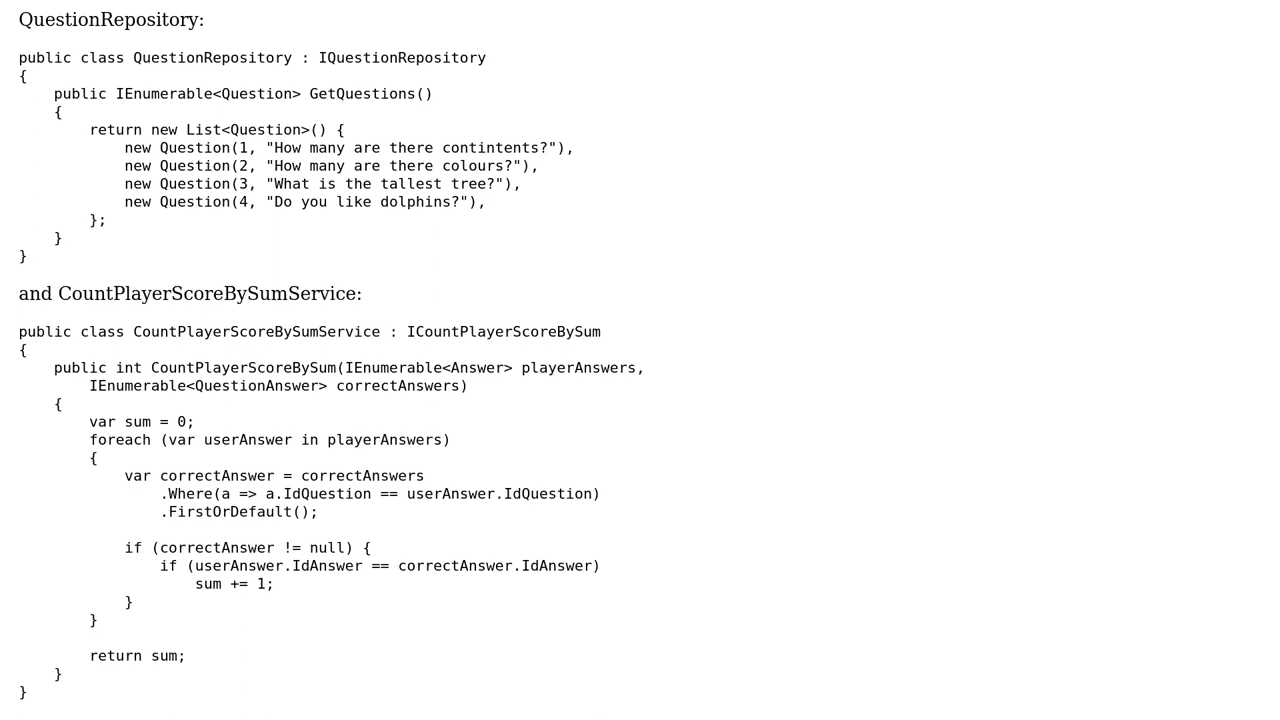 QuestionRepository:
public class QuestionRepository : IQuestionRepository
{
    public IEnumerable<Question> GetQuestions()
    {
        return new List<Question>() {
            new Question(1, "How many are there contintents?"),
            new Question(2, "How many are there colours?"),
            new Question(3, "What is the tallest tree?"),
            new Question(4, "Do you like dolphins?"),
        };
    }
}
and CountPlayerScoreBySumService:
public class CountPlayerScoreBySumService : ICountPlayerScoreBySum
{
    public int CountPlayerScoreBySum(IEnumerable<Answer> playerAnswers,
        IEnumerable<QuestionAnswer> correctAnswers)
    {
        var sum = 0;
        foreach (var userAnswer in playerAnswers)
        {
            var correctAnswer = correctAnswers
                .Where(a => a.IdQuestion == userAnswer.IdQuestion)
                .FirstOrDefault();
            if (correctAnswer != null) {
                if (userAnswer.IdAnswer == correctAnswer.IdAnswer)
                    sum += 1;
            }
        }
        return sum;
    }
}